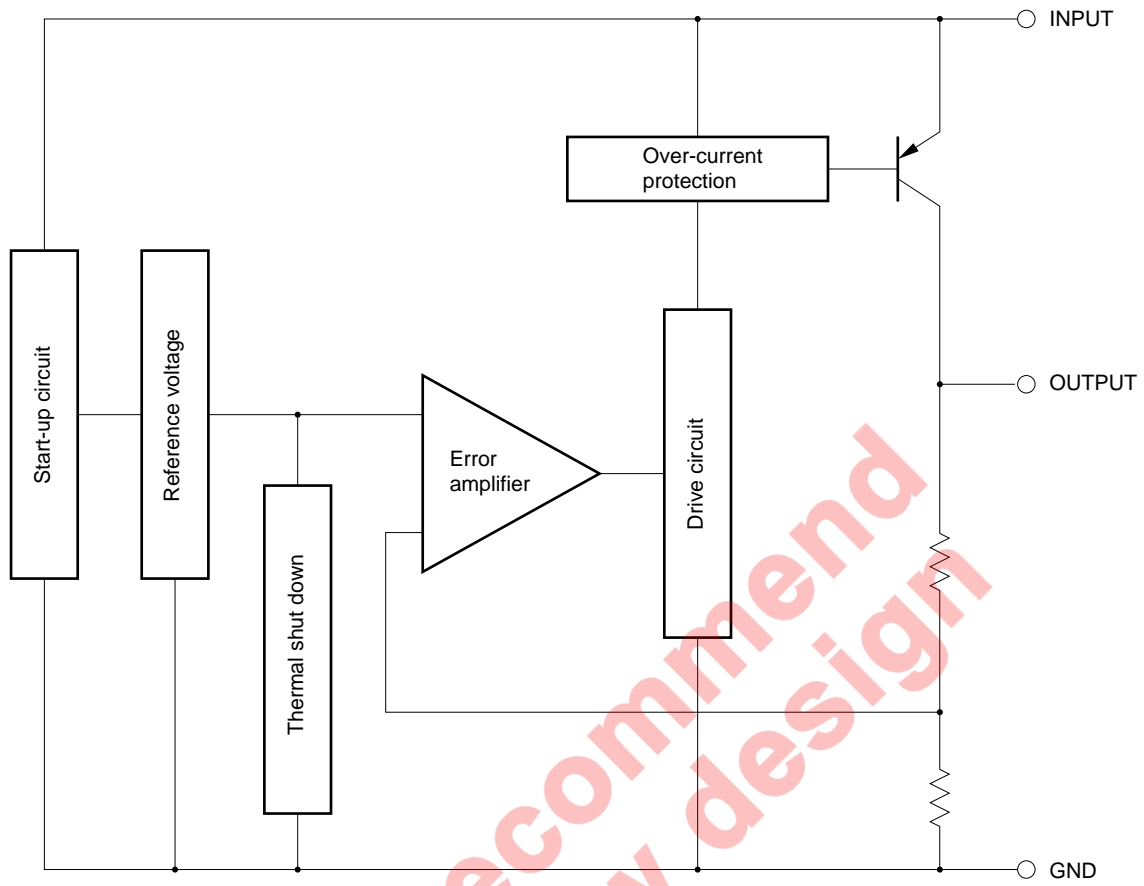 INPUT
Over-current
protection
Start-up circuit
Reference voltage
OUTPUT
Error
amplifier
Drive circuit
Thermal shut down
GND
design